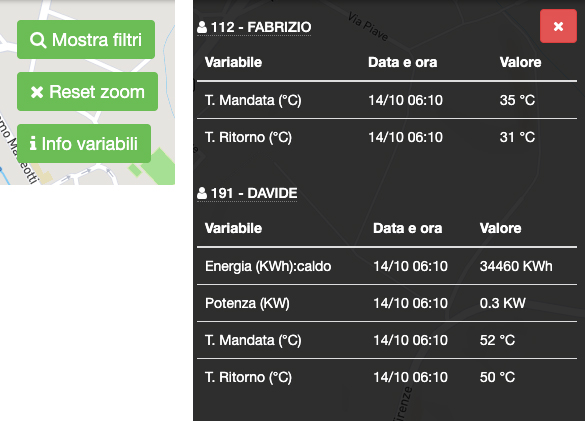 Mostra filtri
Reset zoom
Info variabili
Matteotti
Via Piave
112 - FABRIZIO
Variabile Data e ora Valore
T. Mandata (°C) 14/10 06:10 35 °C
T. Ritorno (°C) 14/10 06:10 31 °C
191 - DAVIDE
Variabile Data e ora Valore
Energia (KWh):caldo 14/10 06:10 34460 KWh
Potenza (KW) 14/10 06:10 0.3 KW
T. Mandata (°C) 14/10 06:10 52 °C
T. Ritorno (°C) 14/10 06:10 50 °C